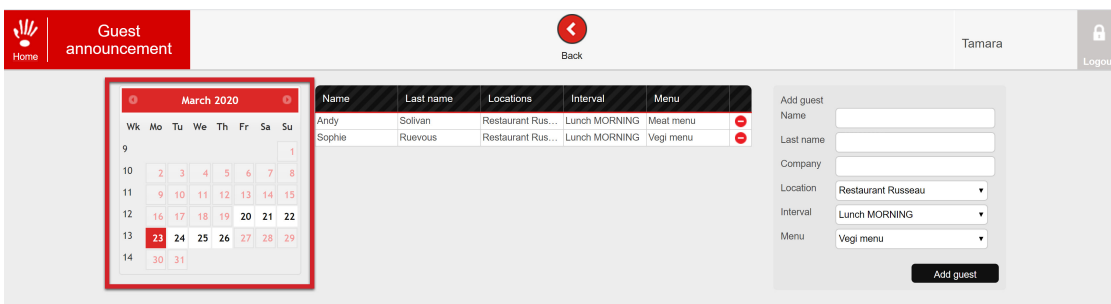 Home
Guest
announcement
Back
Tamara
Logou
March 2020
Wk Mo Tu We Th Fr Sa Su
9 1
10 2 3 4 5 6 7 8
11 9 10 11 12 13 14 15
12 16 17 18 19 20 21 22
13 23 24 25 26 27 28 29
14 30 31
Name Last name Locations Interval Menu
Andy Solivan Restaurant Rus... Lunch MORNING Meat menu
Sophie Ruevous Restaurant Rus... Lunch MORNING Vegi menu
Add guest
Name
Last name
Company
Location Restaurant Russeau
Interval Lunch MORNING
Menu Vegi menu
Add guest